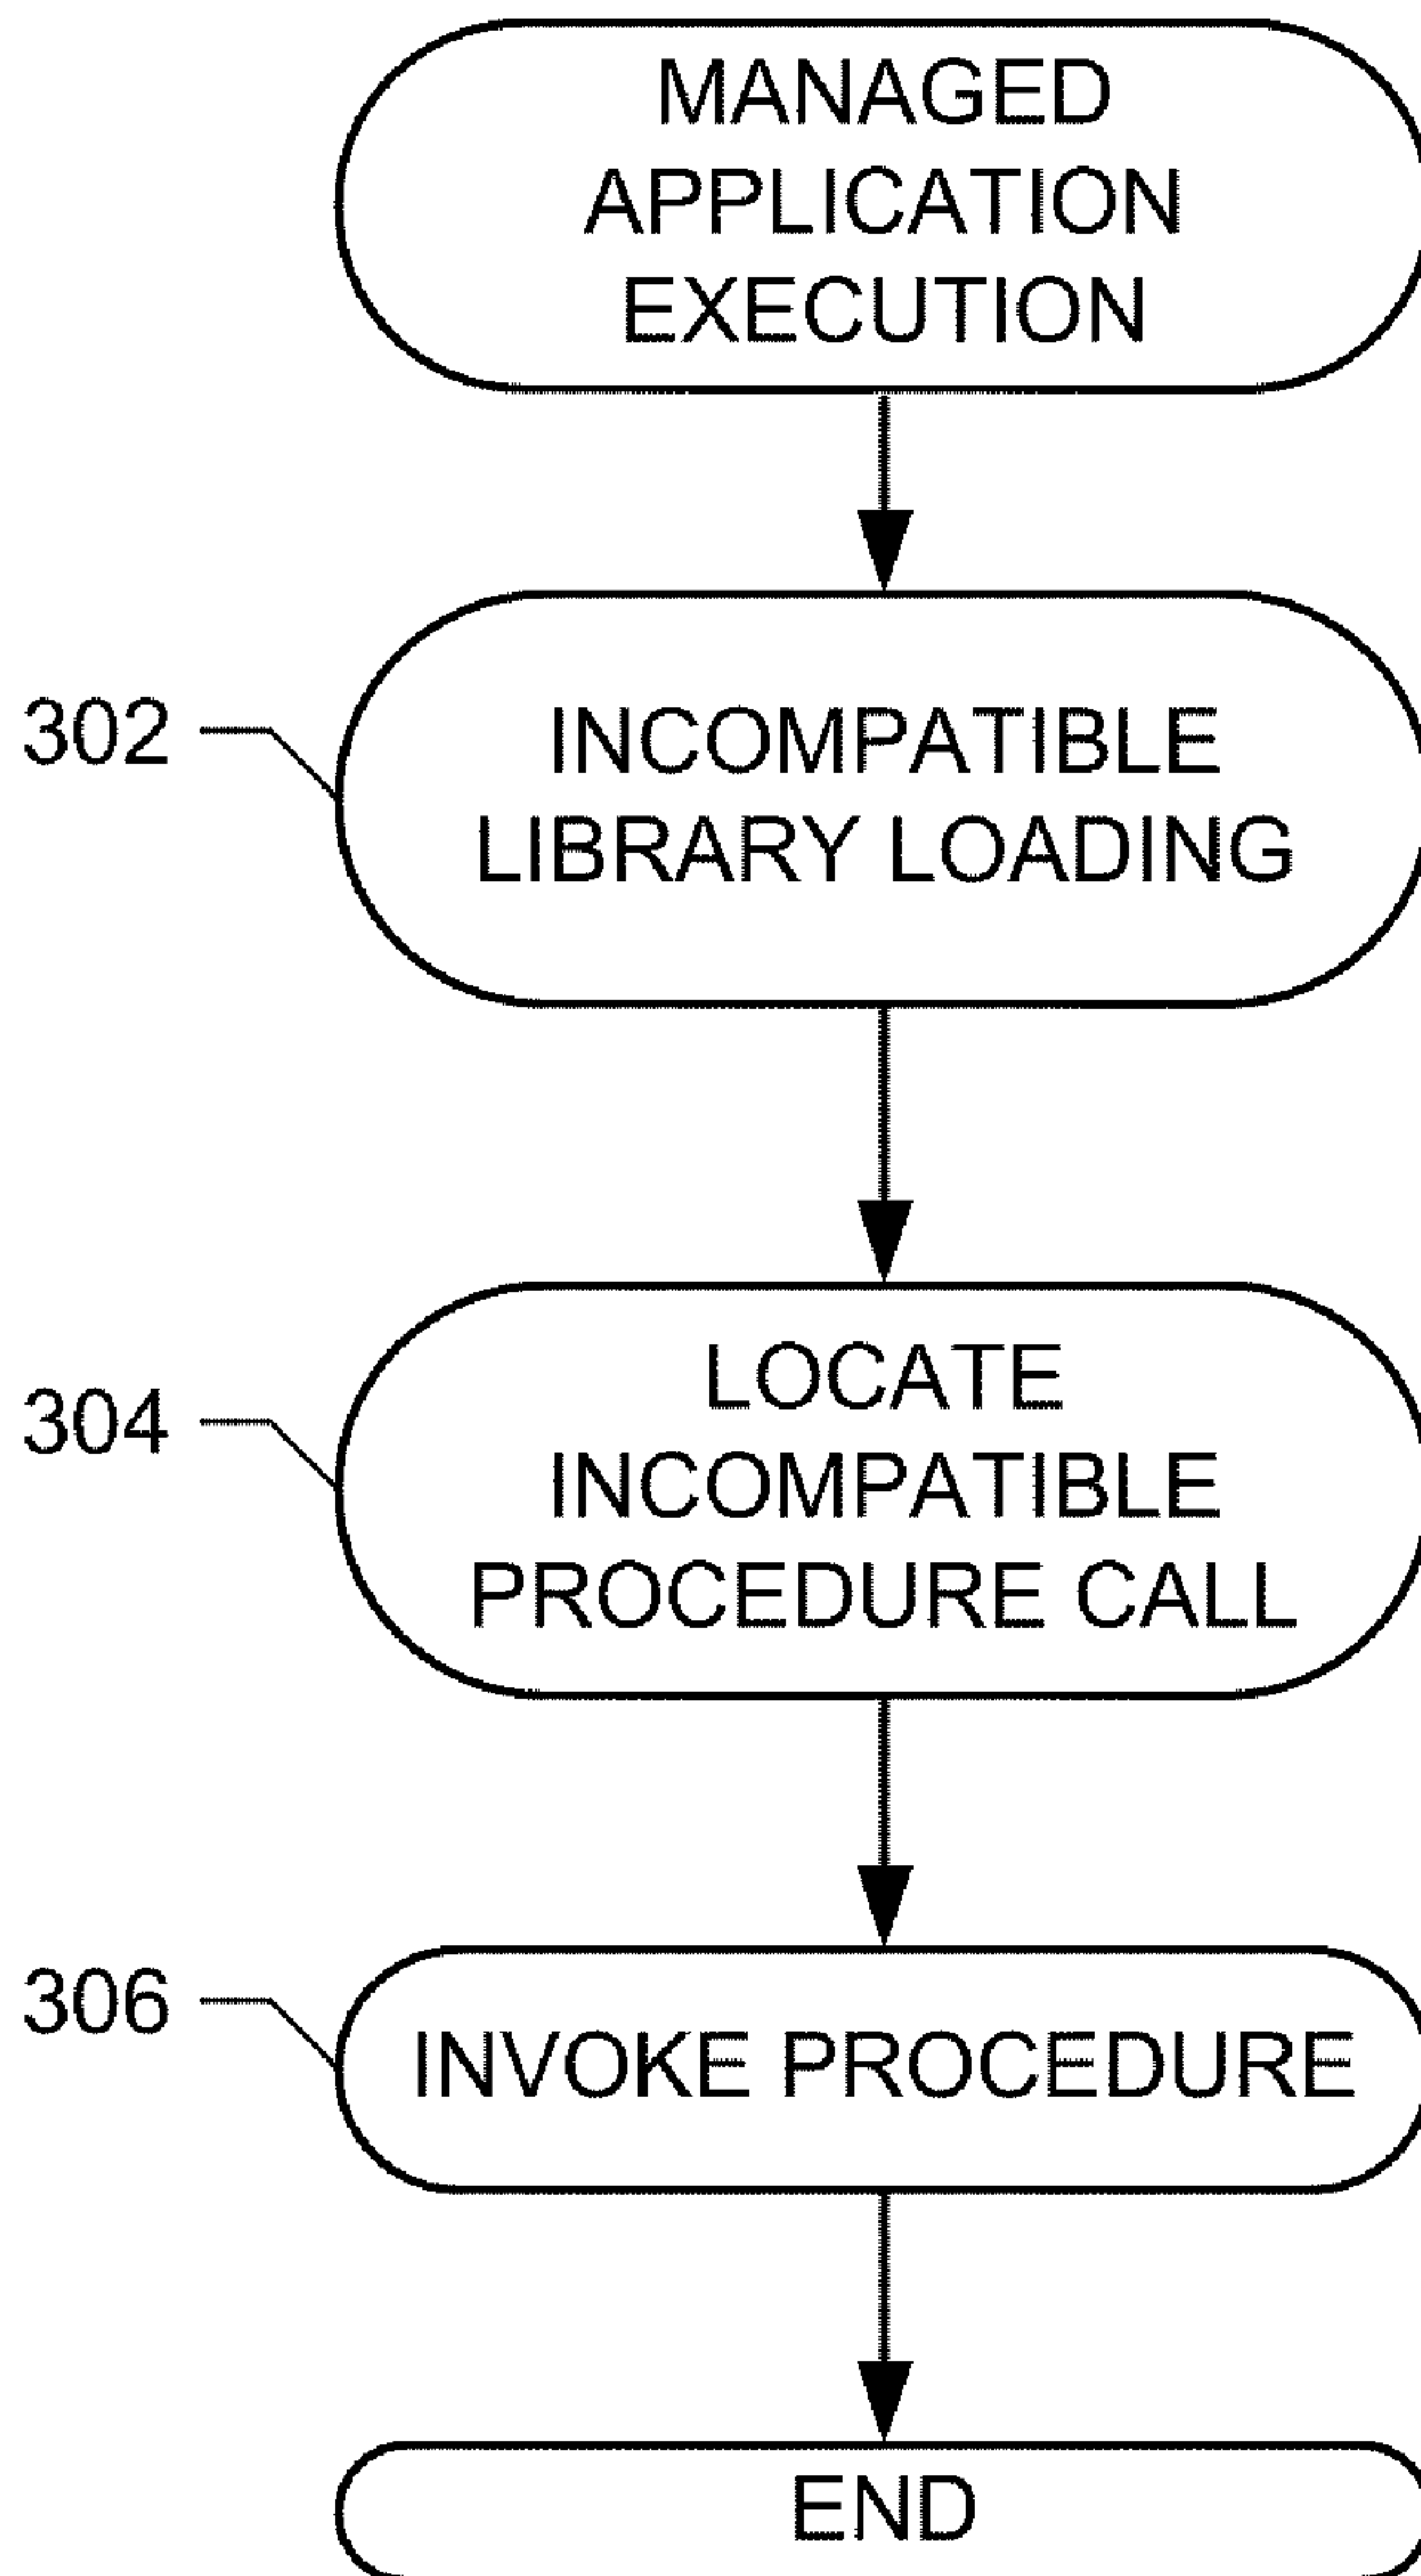 MANAGED
APPLICATION
EXECUTION
302
INCOMPATIBLE
LIBRARY LOADING
304
LOCATE
INCOMPATIBLE
PROCEDURE CALL
306
INVOKE PROCEDURE
END